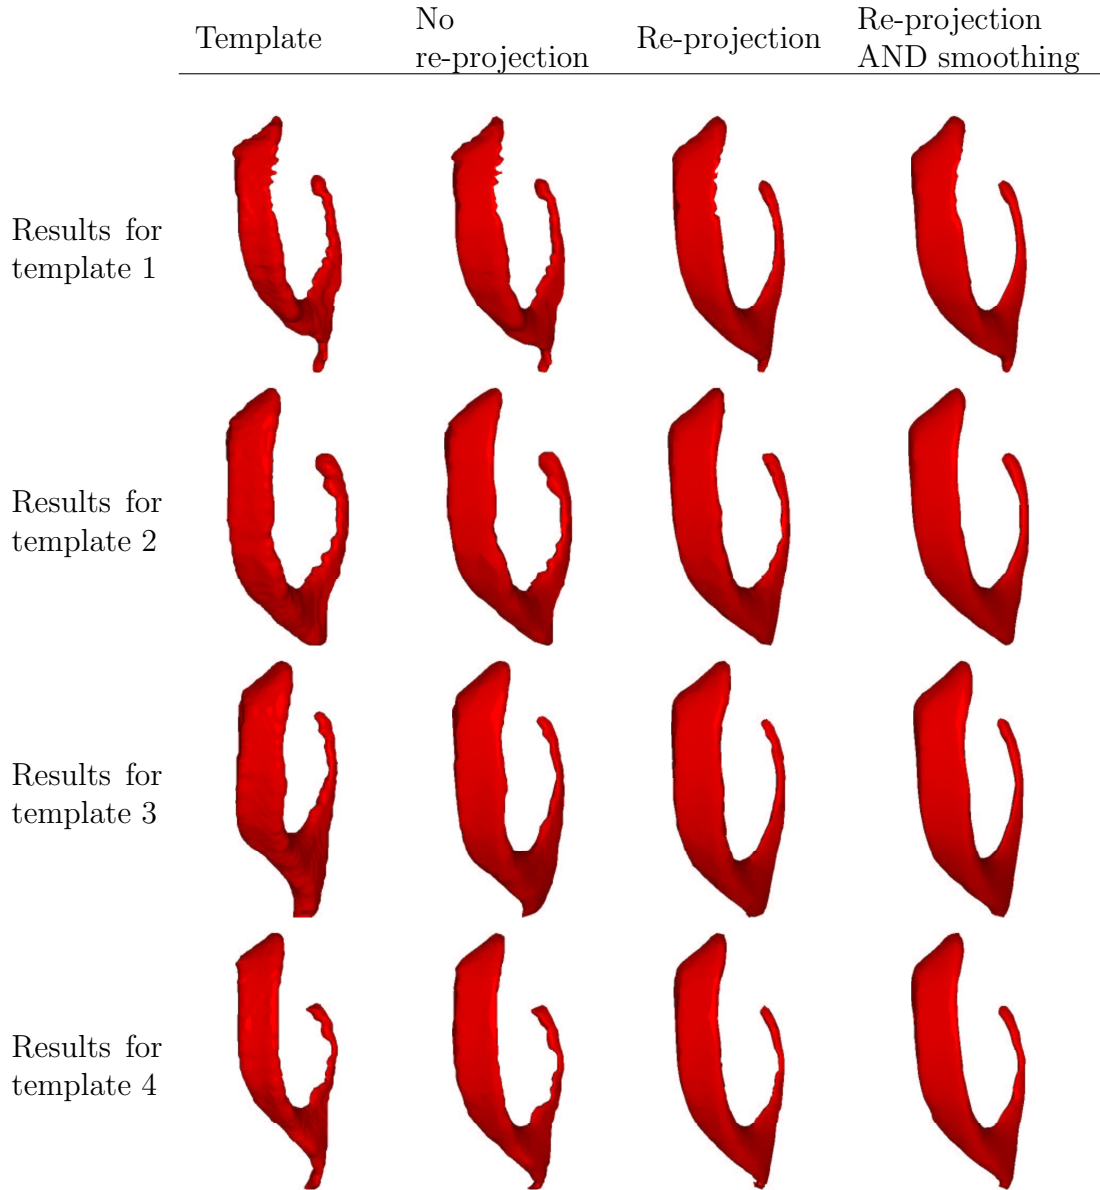 Template
No
re-projection
Re-projection
Re-projection
AND smoothing
Results for
template 1
Results for
template 2
Results for
template 3
Results for
template 4